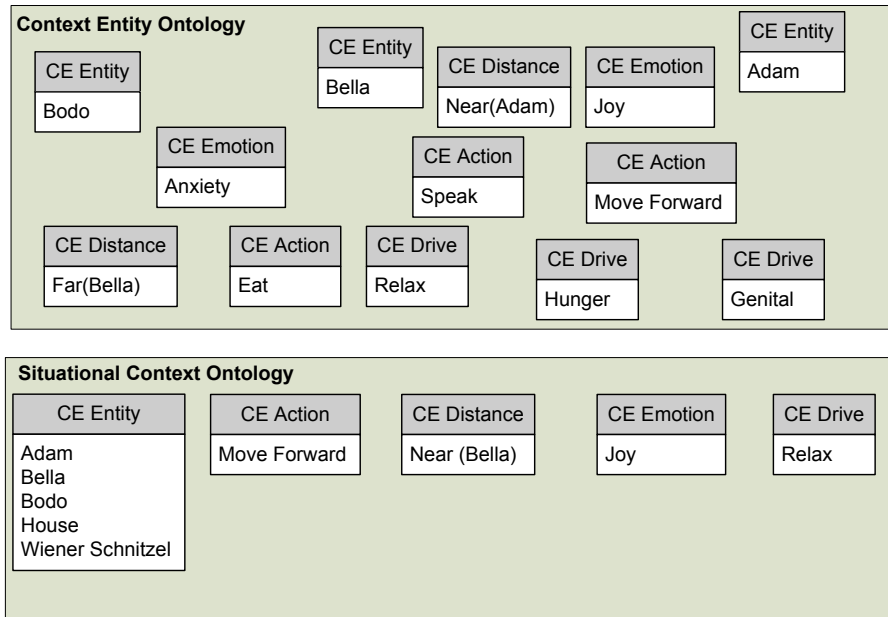 Context Entity Ontology
CE Entity
Bodo
CE Entity
Bella
CE Distance
Near(Adam)
CE Emotion
Joy
CE Entity
Adam
CE Emotion
Anxiety
CE Action
Speak
CE Action
Move Forward
CE Distance
Far(Bella)
CE Action
Eat
CE Drive
Relax
CE Drive
Hunger
CE Drive
Genital
Situational Context Ontology
CE Entity
Adam
Bella
Bodo
House
Wiener Schnitzel
CE Action
Move Forward
CE Distance
Near (Bella)
CE Emotion
Joy
CE Drive
Relax